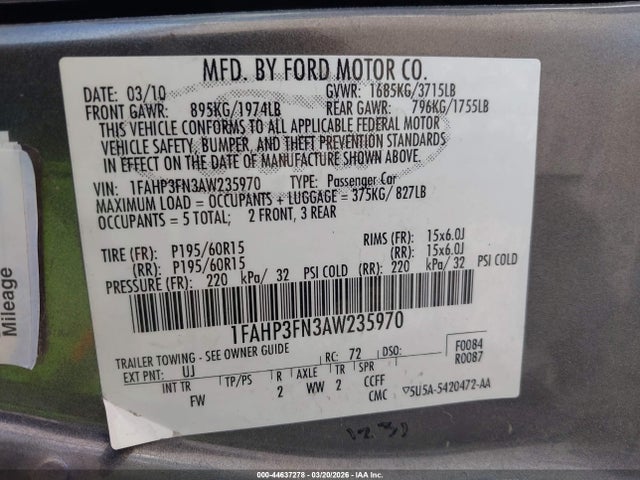 MFD. BY FORD MOTOR CO.
DATE: 03/10 GVWR: 1685KG/3715LB
FRONT GAWR: 895KG/1974LB REAR GAWR: 796KG/1755LB
THIS VEHICLE CONFORMS TO ALL APPLICABLE FEDERAL MOTOR
VEHICLE SAFETY, BUMPER, AND THEFT PREVENTION STANDARDS
IN EFFECT ON THE DATE OF MANUFACTURE SHOWN ABOVE.
VIN: 1FAHP3FN3AW235970 TYPE: Passenger Car
MAXIMUM LOAD = OCCUPANTS + LUGGAGE = 375KG/ 827LB
OCCUPANTS = 5 TOTAL; 2 FRONT, 3 REAR
TIRE (FR): P195/60R15 RIMS (FR): 15x6.0J
(RR): P195/60R15 (RR): 15x6.0J
PRESSURE (FR): 220 kPa/ 32 PSI COLD (RR): 220 kPa/ 32 PSI COLD
1FAHP3FN3AW235970
TRAILER TOWING - SEE OWNER GUIDE RC: 72 DSO: F0084
EXT PNT: UJ R0087
INT TR TP/PS R AXLE TR SPR
FW 2 WW 2 CCFF
CMC 5U5A-5420472-AA
Mileage
000-44637278 | 03/20/2026 | IAA Inc.